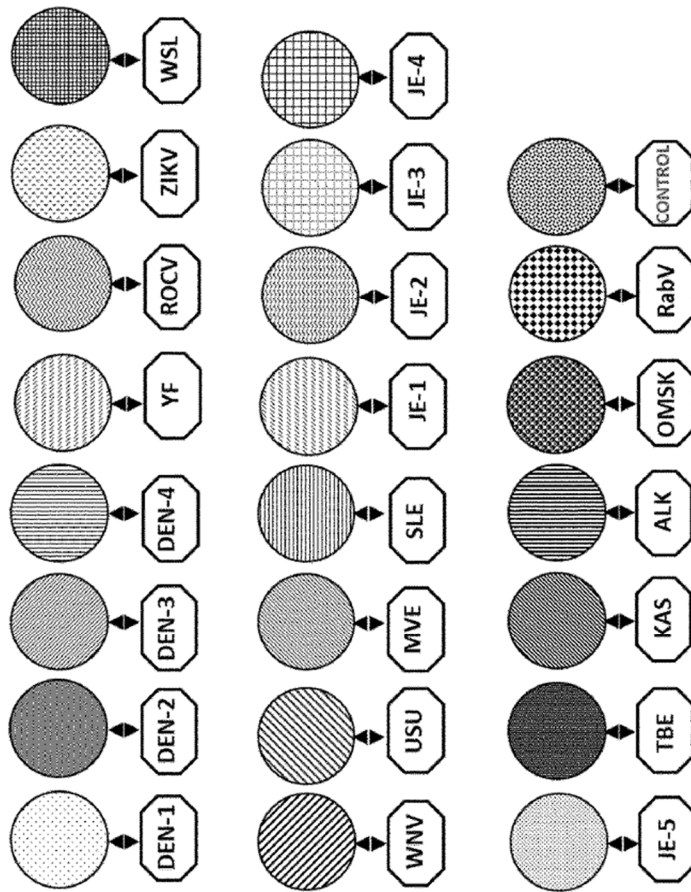 DEN-1
DEN-2
DEN-3
DEN-4
YF
ROCV
ZIKV
WSL
WNV
USU
MVE
SLE
JE-1
JE-2
JE-3
JE-4
JE-5
TBE
KAS
ALK
OMSK
RabV
CONTROL